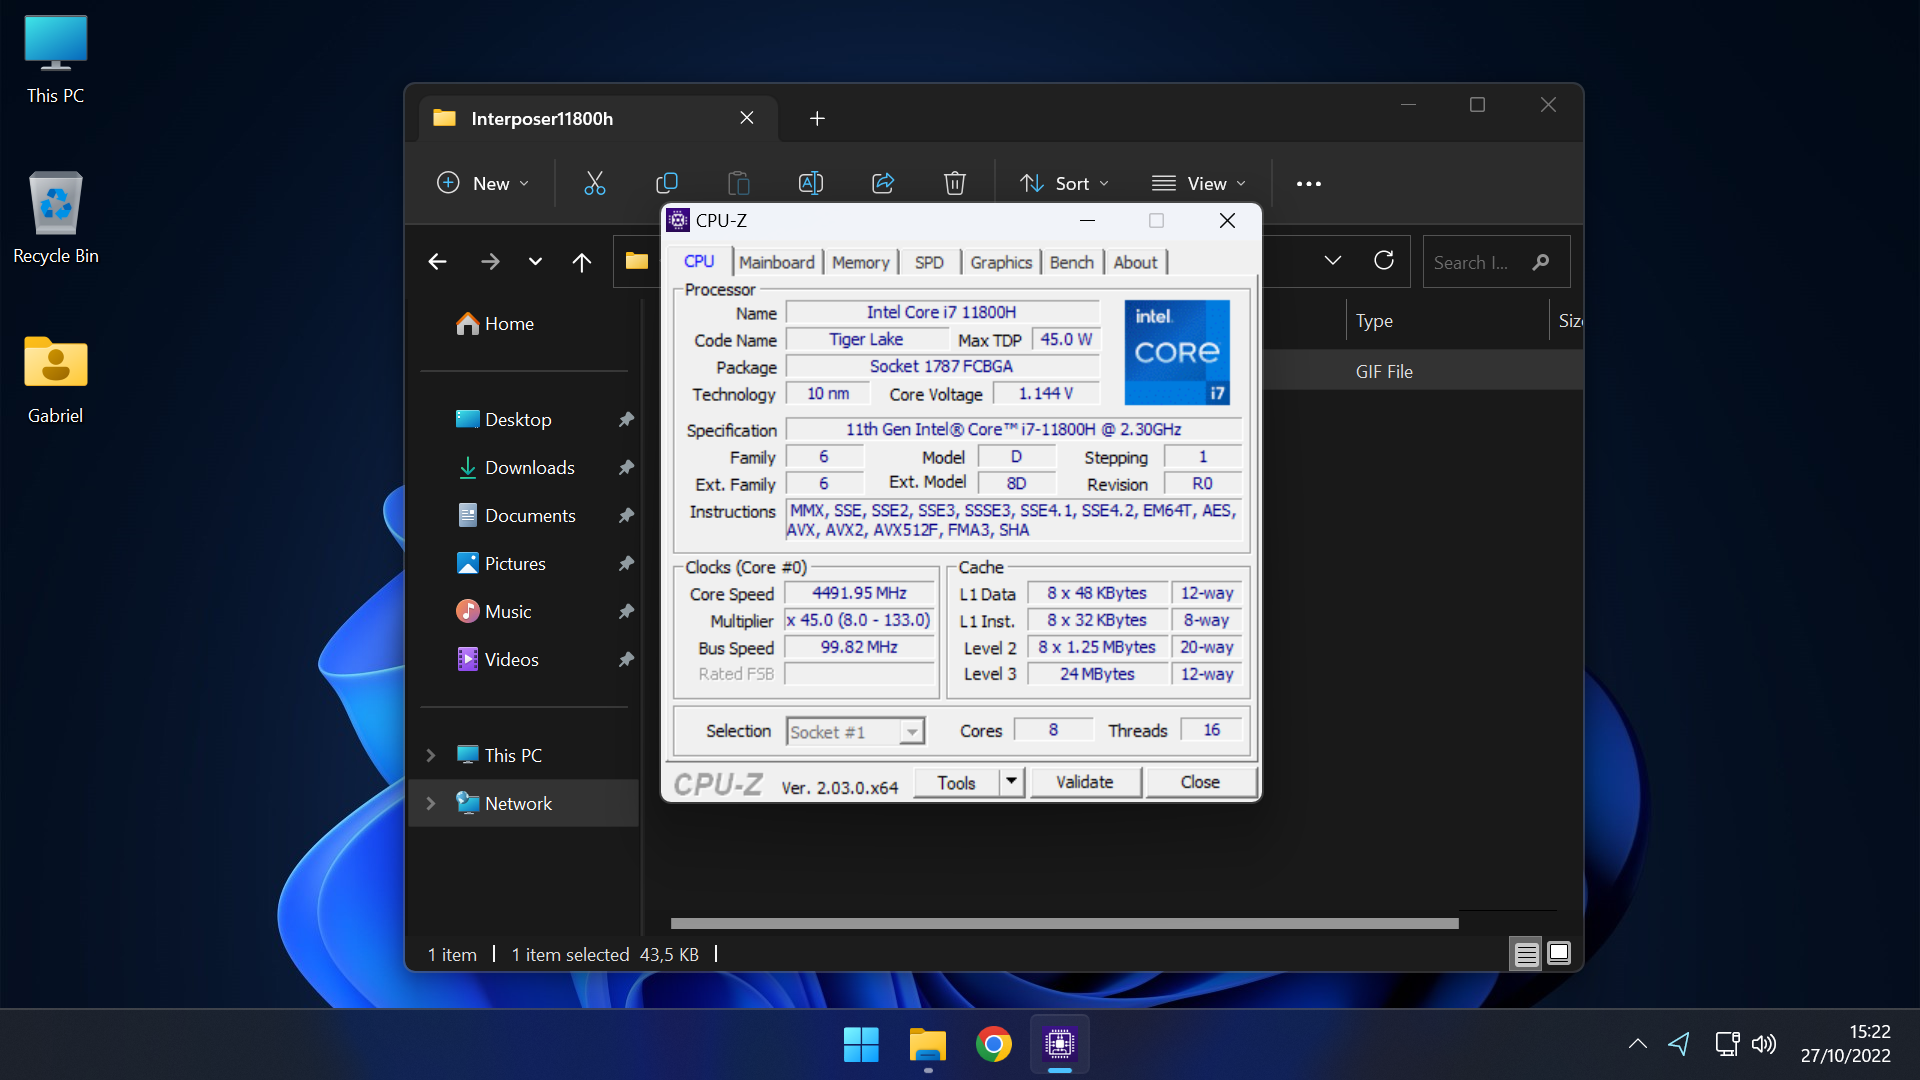 This PC
Recycle Bin
Gabriel
Interposer11800h
New
Sort
View
Search I...
Home
Desktop
Downloads
Documents
Pictures
Music
Videos
This PC
Network
Type
Siz
GIF File
1 item
1 item selected 43,5 KB
CPU-Z
CPU Mainboard Memory SPD Graphics Bench About
Processor
Name Intel Core i7 11800H
Code Name Tiger Lake Max TDP 45.0 W
Package Socket 1787 FCBGA
Technology 10 nm Core Voltage 1.144 V
intel.
CORE
i7
Specification 11th Gen Intel® Core™ i7-11800H @ 2.30GHz
Family 6 Model D Stepping 1
Ext. Family 6 Ext. Model 8D Revision R0
Instructions MMX, SSE, SSE2, SSE3, SSSE3, SSE4.1, SSE4.2, EM64T, AES,
AVX, AVX2, AVX512F, FMA3, SHA
Clocks (Core #0)
Core Speed 4491.95 MHz
Multiplier x 45.0 (8.0 - 133.0)
Bus Speed 99.82 MHz
Rated FSB
Cache
L1 Data 8 x 48 KBytes 12-way
L1 Inst. 8 x 32 KBytes 8-way
Level 2 8 x 1.25 MBytes 20-way
Level 3 24 MBytes 12-way
Selection Socket #1 Cores 8 Threads 16
CPU-Z Ver. 2.03.0.x64 Tools Validate Close
15:22
27/10/2022